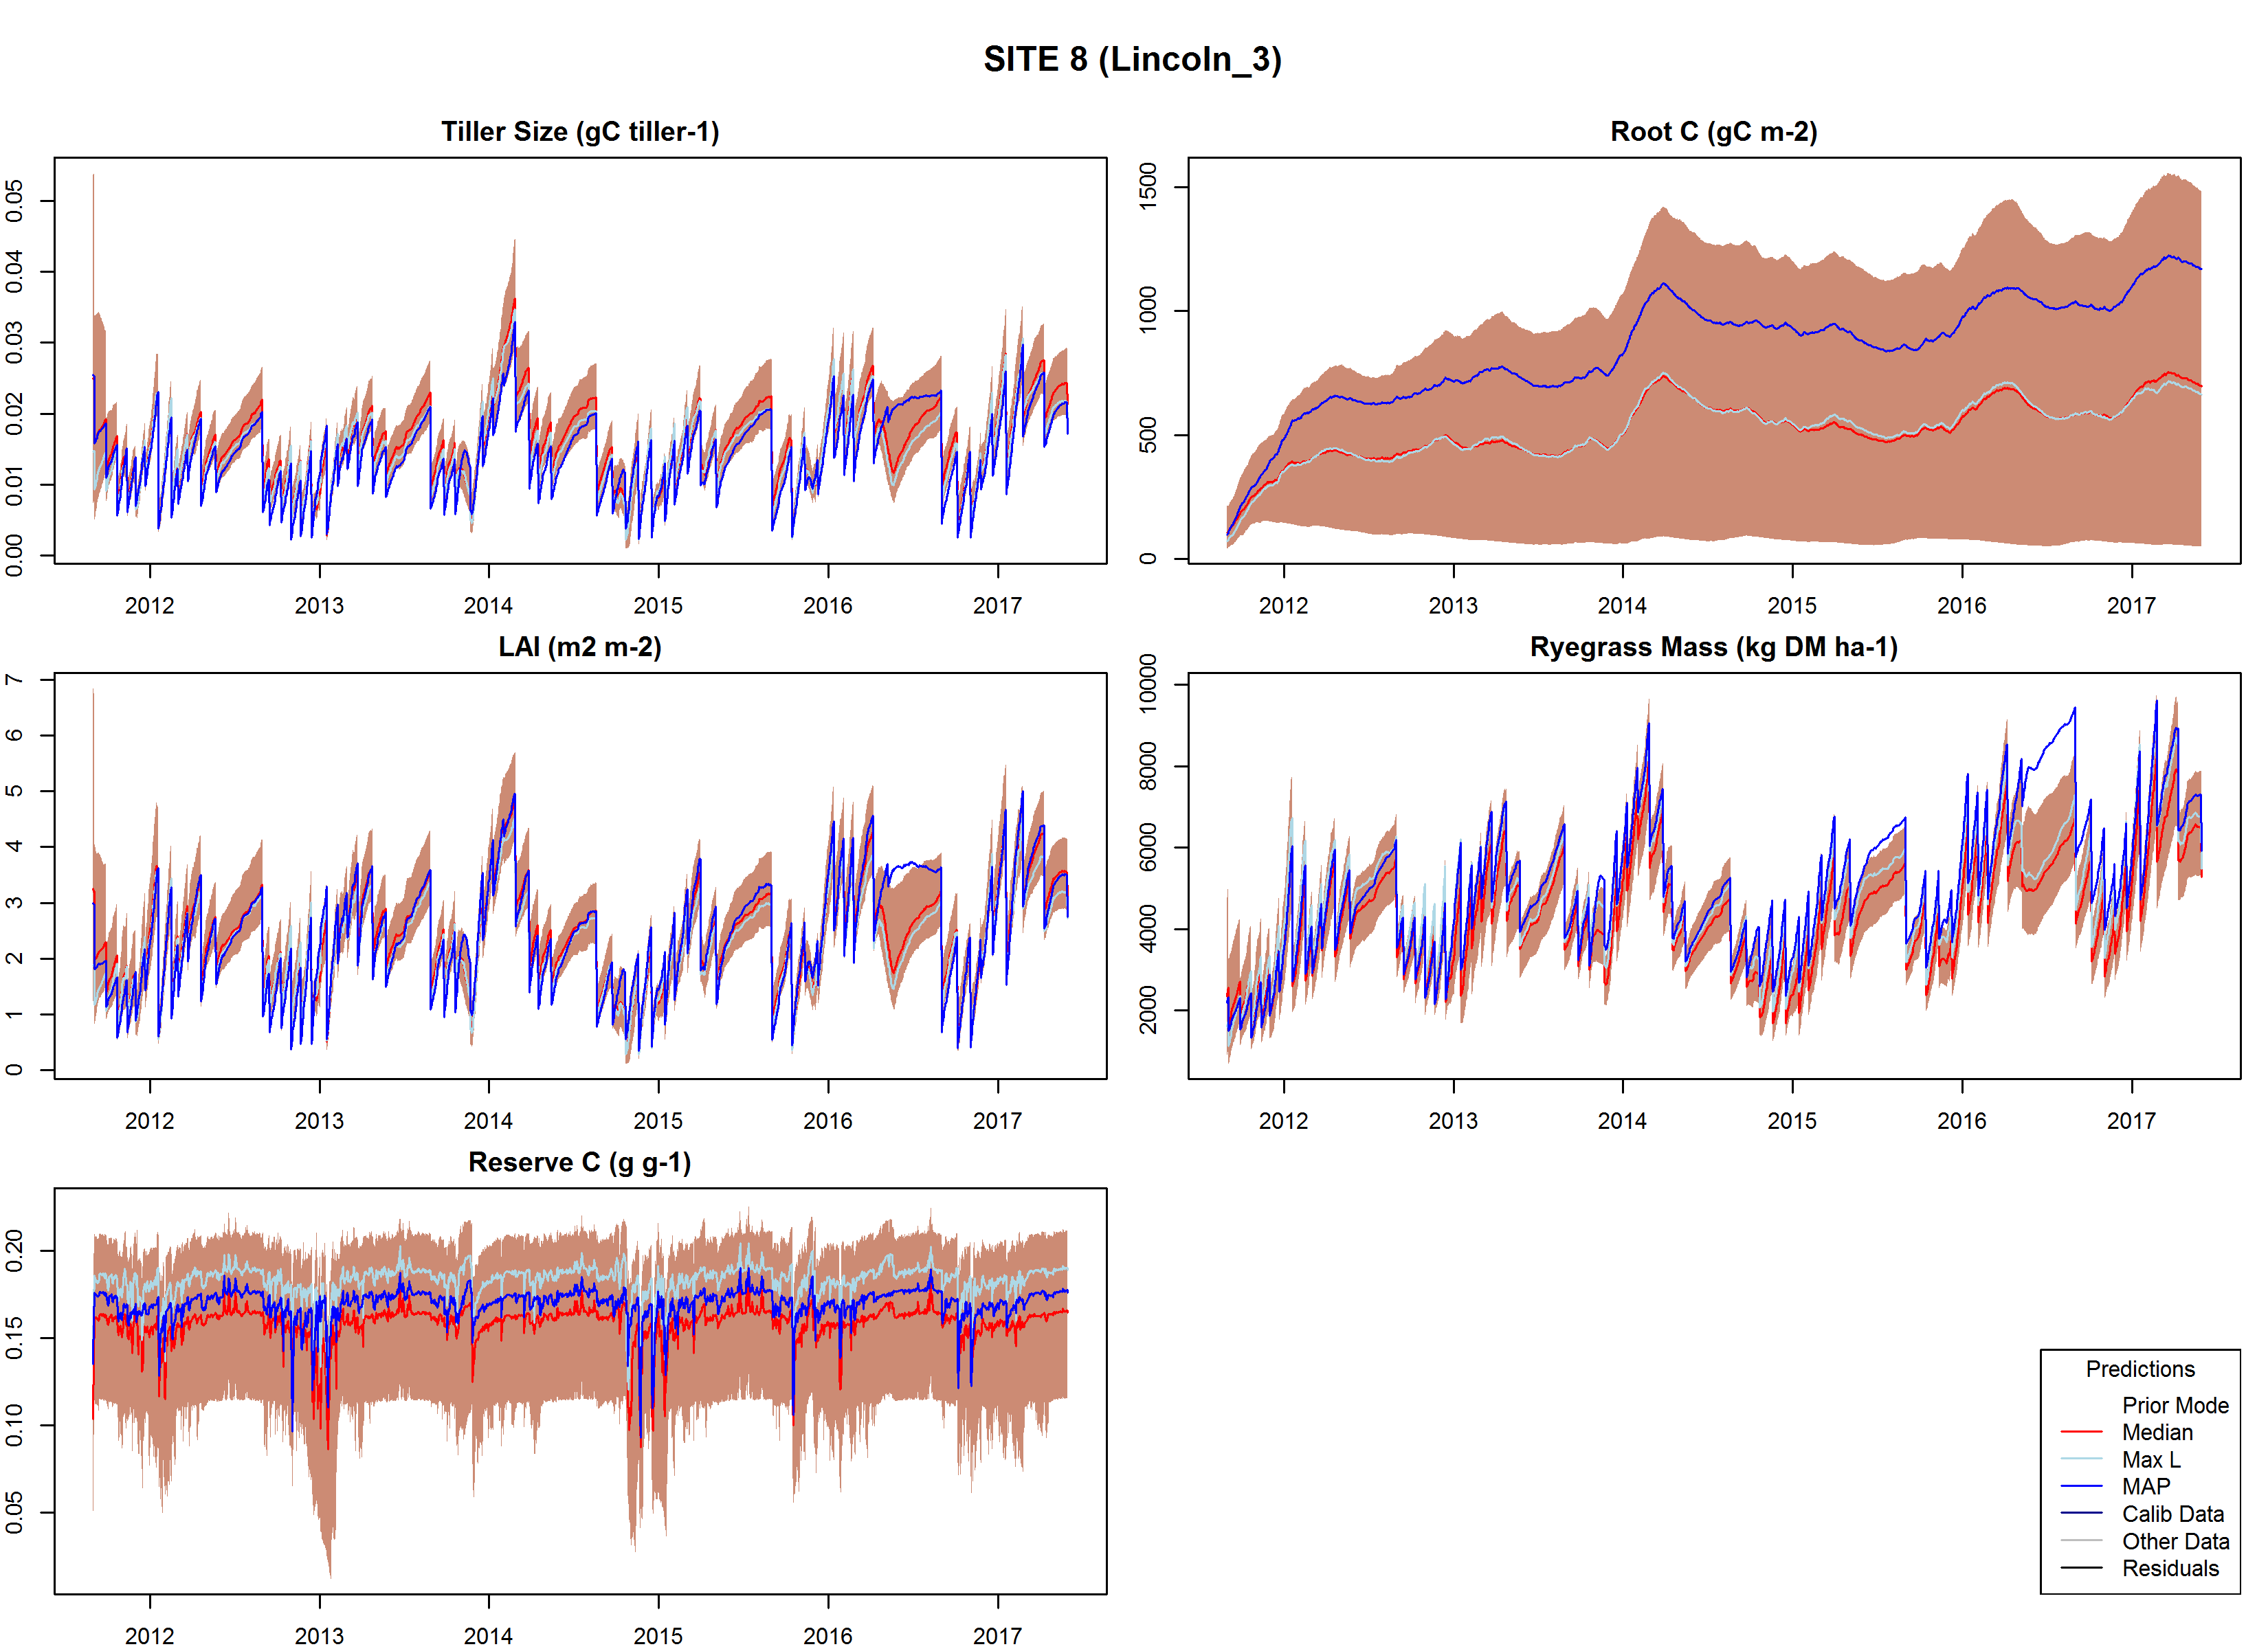 SITE 8 (Lincoln_3)
Tiller Size (gC tiller-1)
0.00 0.01 0.02 0.03 0.04 0.05
2012 2013 2014 2015 2016 2017
Root C (gC m-2)
0 500 1000 1500
2012 2013 2014 2015 2016 2017
LAI (m2 m-2)
0 1 2 3 4 5 6 7
2012 2013 2014 2015 2016 2017
Ryegrass Mass (kg DM ha-1)
2000 4000 6000 8000 10000
2012 2013 2014 2015 2016 2017
Reserve C (g g-1)
0.05 0.10 0.15 0.20
2012 2013 2014 2015 2016 2017
Predictions
Prior Mode
Median
Max L
MAP
Calib Data
Other Data
Residuals